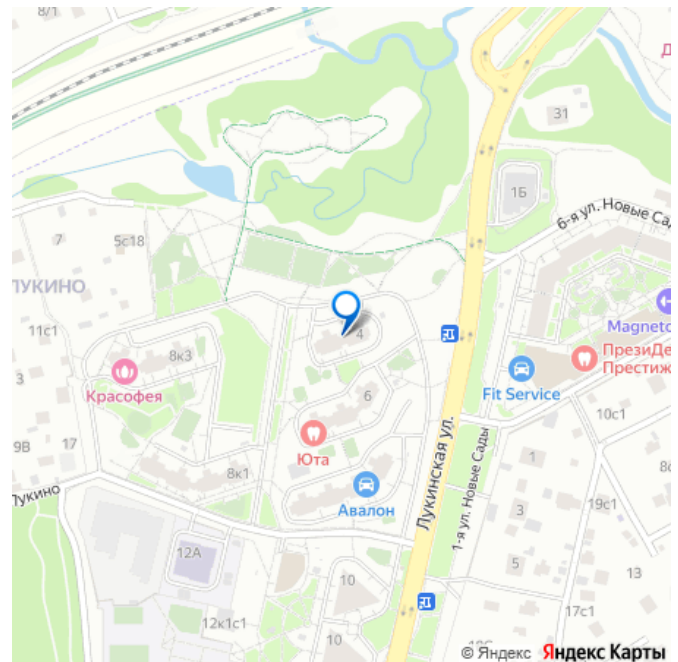 8/1
Д
31
1Б
6-я ул. Новые Сады
7
5с18
ЛУКИНО
11с1
3
8к3
Красофея
4
Magneto
ПрезиДе
Престиж
Fit Service
6
Юта
10с1
9В
17
8к1
Авалон
Лукинская ул.
1-я ул. Новые Сады
1
8
Лукино
3
19с1
12А
5
13
10
12к1с1
17с1
10
© Яндекс Яндекс Карты